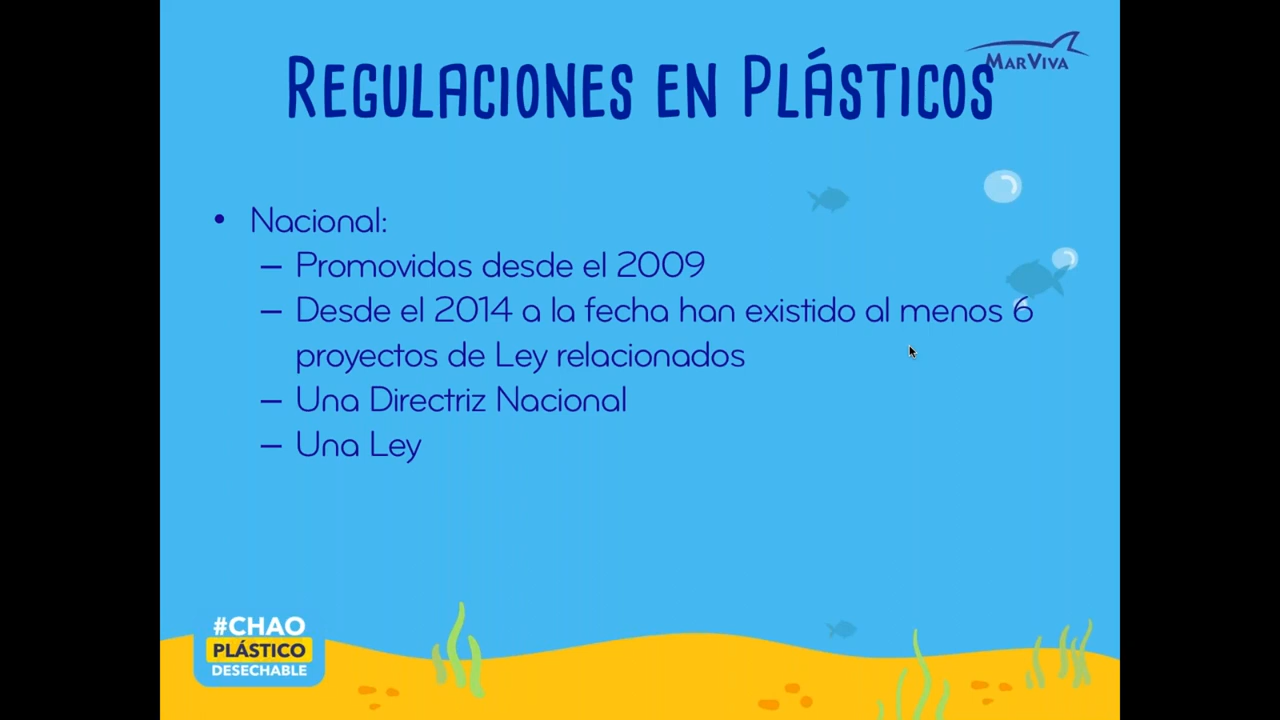 REGULACIONES EN PLÁSTICOS
MARVIVA
• Nacional:
– Promovidas desde el 2009
– Desde el 2014 a la fecha han existido al menos 6
proyectos de Ley relacionados
– Una Directriz Nacional
– Una Ley
#CHAO
PLÁSTICO
DESECHABLE